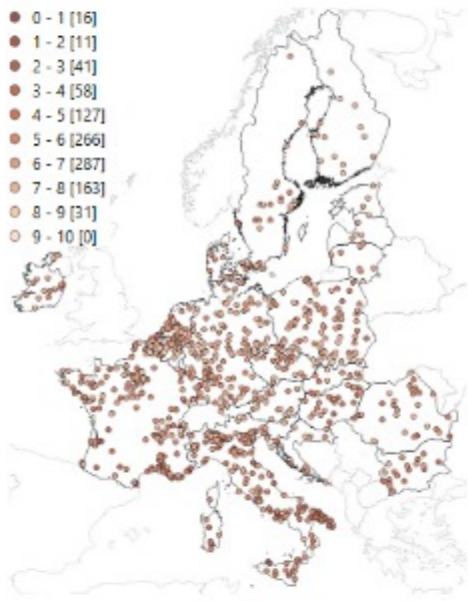 0 - 1 [16]
1 - 2 [11]
2 - 3 [41]
3 - 4 [58]
4 - 5 [127]
5 - 6 [266]
6 - 7 [287]
7 - 8 [163]
8 - 9 [31]
9 - 10 [0]